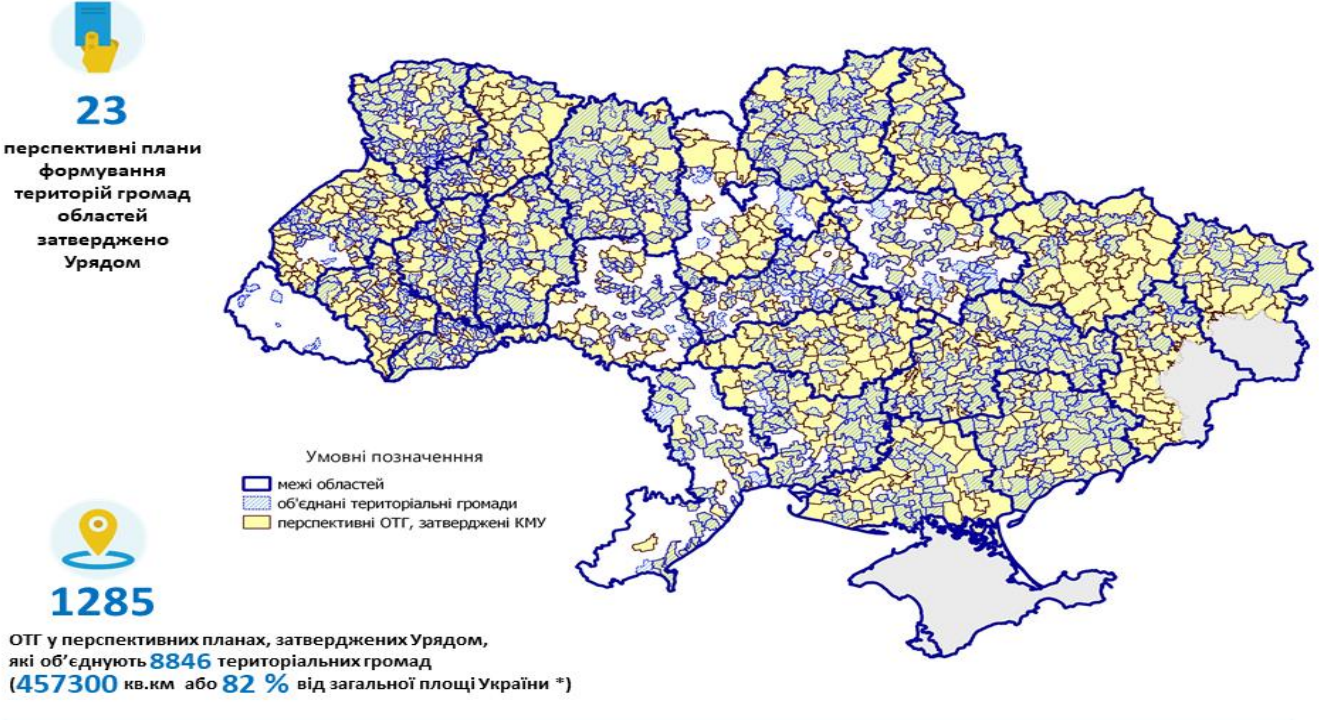 23
перспективні плани
формування
територій громад
областей
затверджено
Урядом
Умовні позначенння
межі областей
об'єднані територіальні громади
перспективні ОТГ, затверджені КМУ
1285
ОТГ у перспективних планах, затверджених Урядом,
які об’єднують 8846 територіальних громад
(457300 кв.км або 82 % від загальної площі України *)